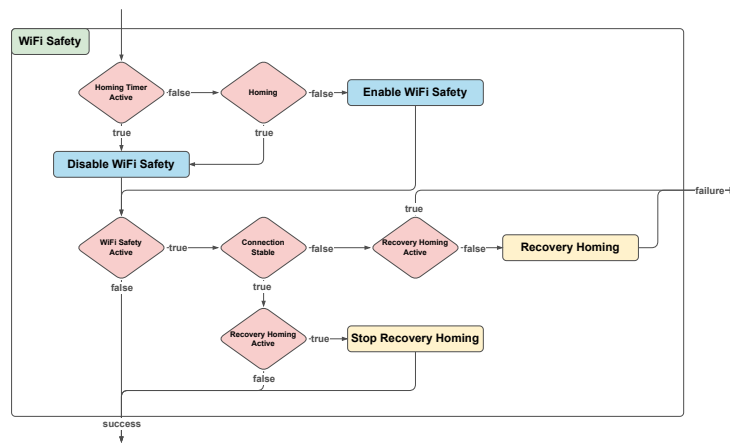 WiFi Safety
Homing Timer
Active
false
Homing
false
Enable WiFi Safety
true
true
Disable WiFi Safety
failure
true
WiFi Safety
Active
true
Connection
Stable
false
Recovery Homing
Active
false
Recovery Homing
false
true
Recovery Homing
Active
true
Stop Recovery Homing
false
success